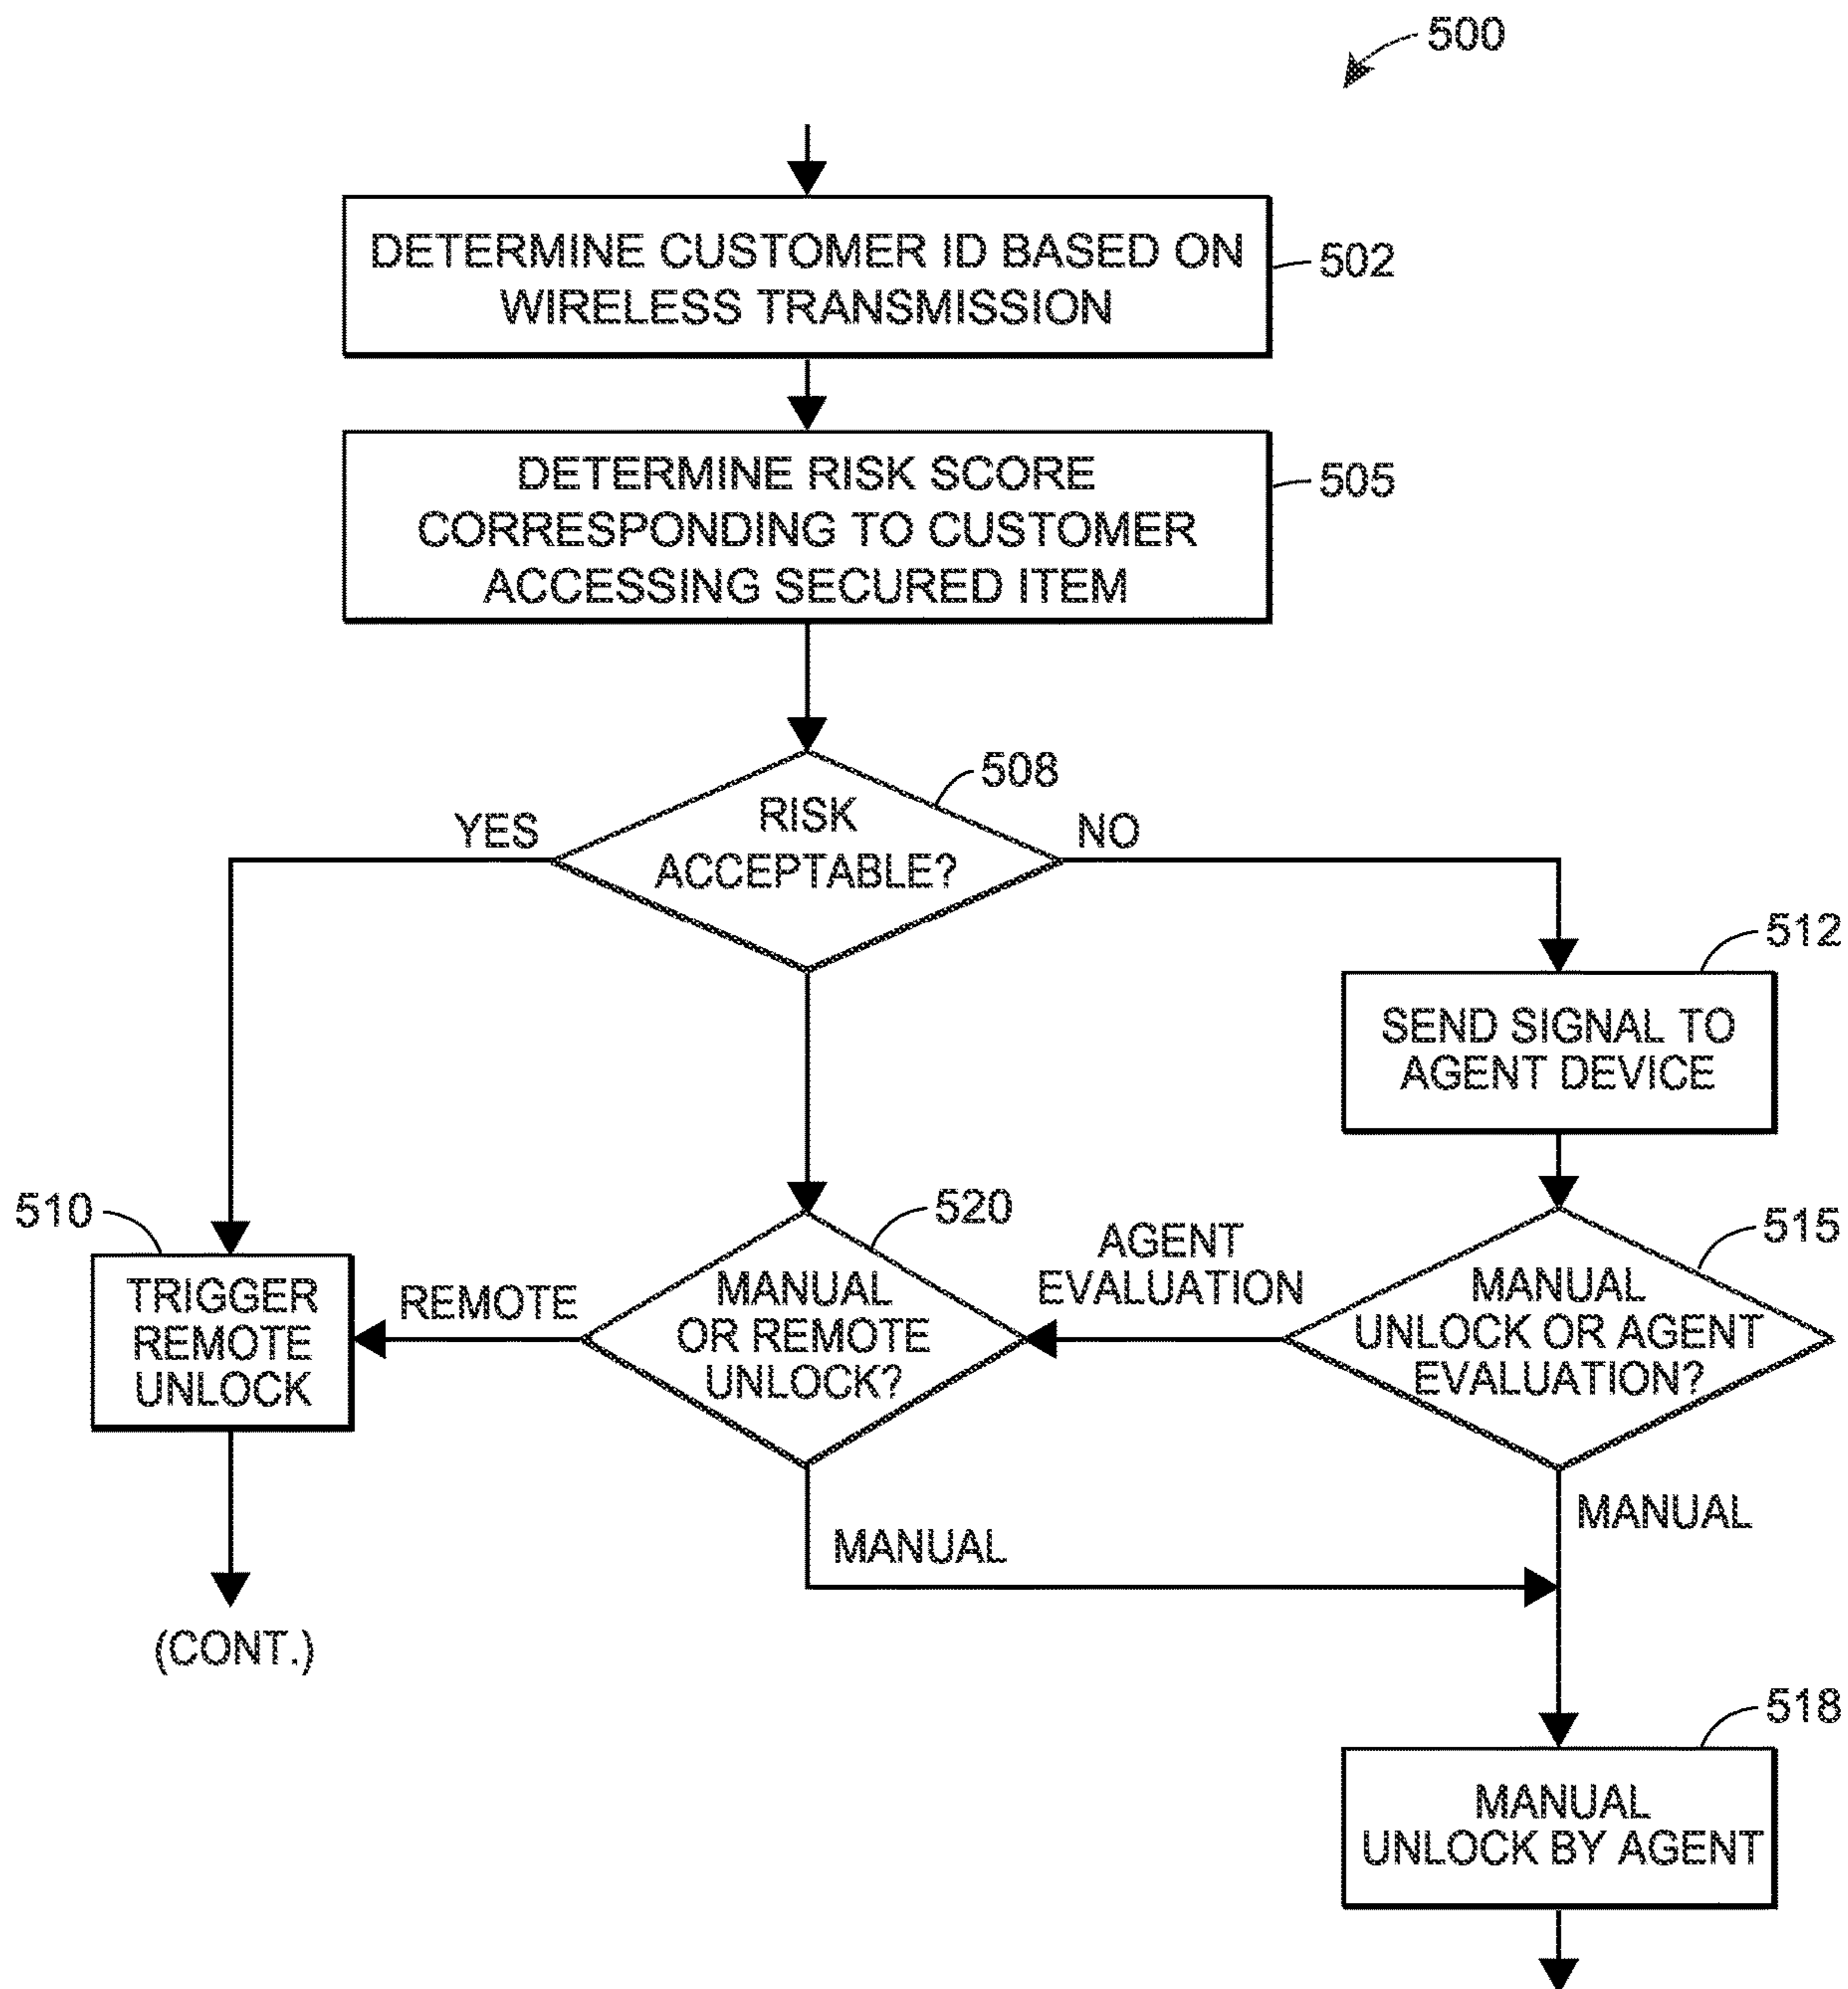 500
DETERMINE CUSTOMER ID BASED ON
WIRELESS TRANSMISSION
502
DETERMINE RISK SCORE
CORRESPONDING TO CUSTOMER
ACCESSING SECURED ITEM
505
508
RISK
ACCEPTABLE?
YES
NO
512
SEND SIGNAL TO
AGENT DEVICE
510
TRIGGER
REMOTE
UNLOCK
REMOTE
520
MANUAL
OR REMOTE
UNLOCK?
AGENT
EVALUATION
515
MANUAL
UNLOCK OR AGENT
EVALUATION?
MANUAL
MANUAL
(CONT.)
518
MANUAL
UNLOCK BY AGENT